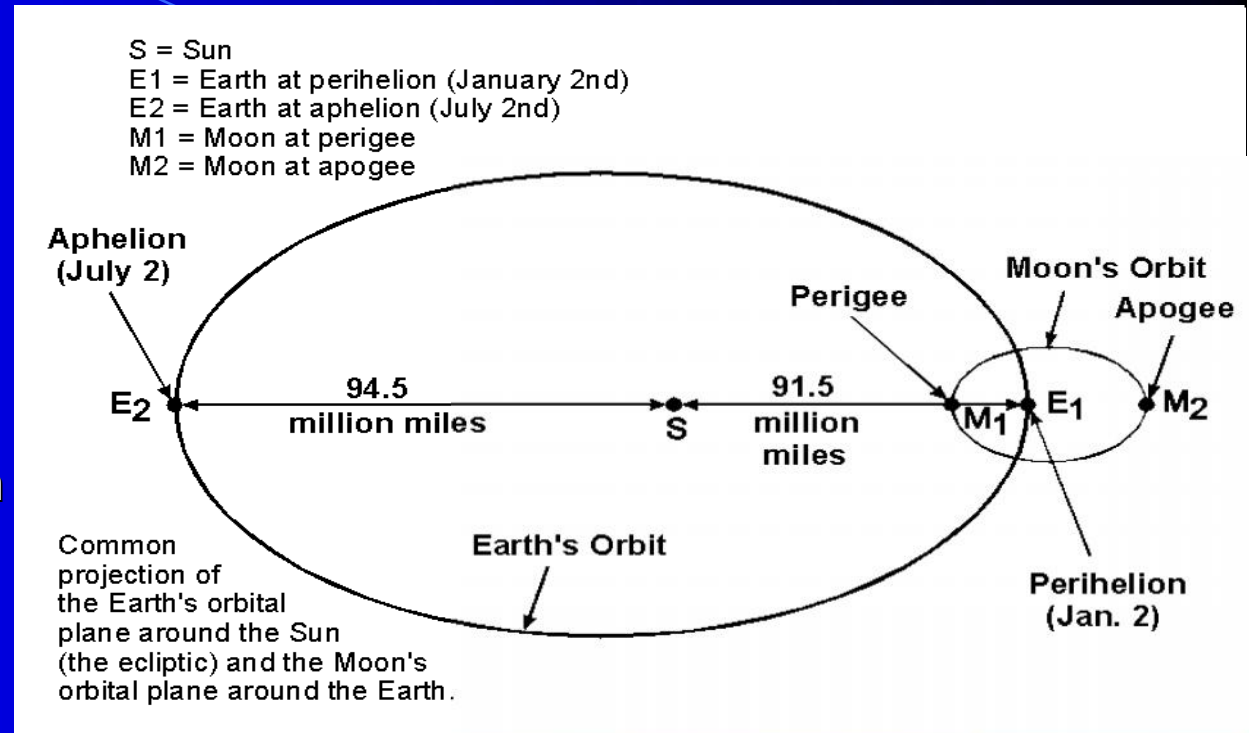 S = Sun
E1 = Earth at perihelion (January 2nd)
E2 = Earth at aphelion (July 2nd)
M1 = Moon at perigee
M2 = Moon at apogee
Aphelion
(July 2)
Moon's Orbit
Perigee
Apogee
E2
94.5
million miles
S
91.5
million
miles
M1
E1
M2
Earth's Orbit
Perihelion
(Jan. 2)
Common
projection of
the Earth's orbital
plane around the Sun
(the ecliptic) and the Moon's
orbital plane around the Earth.